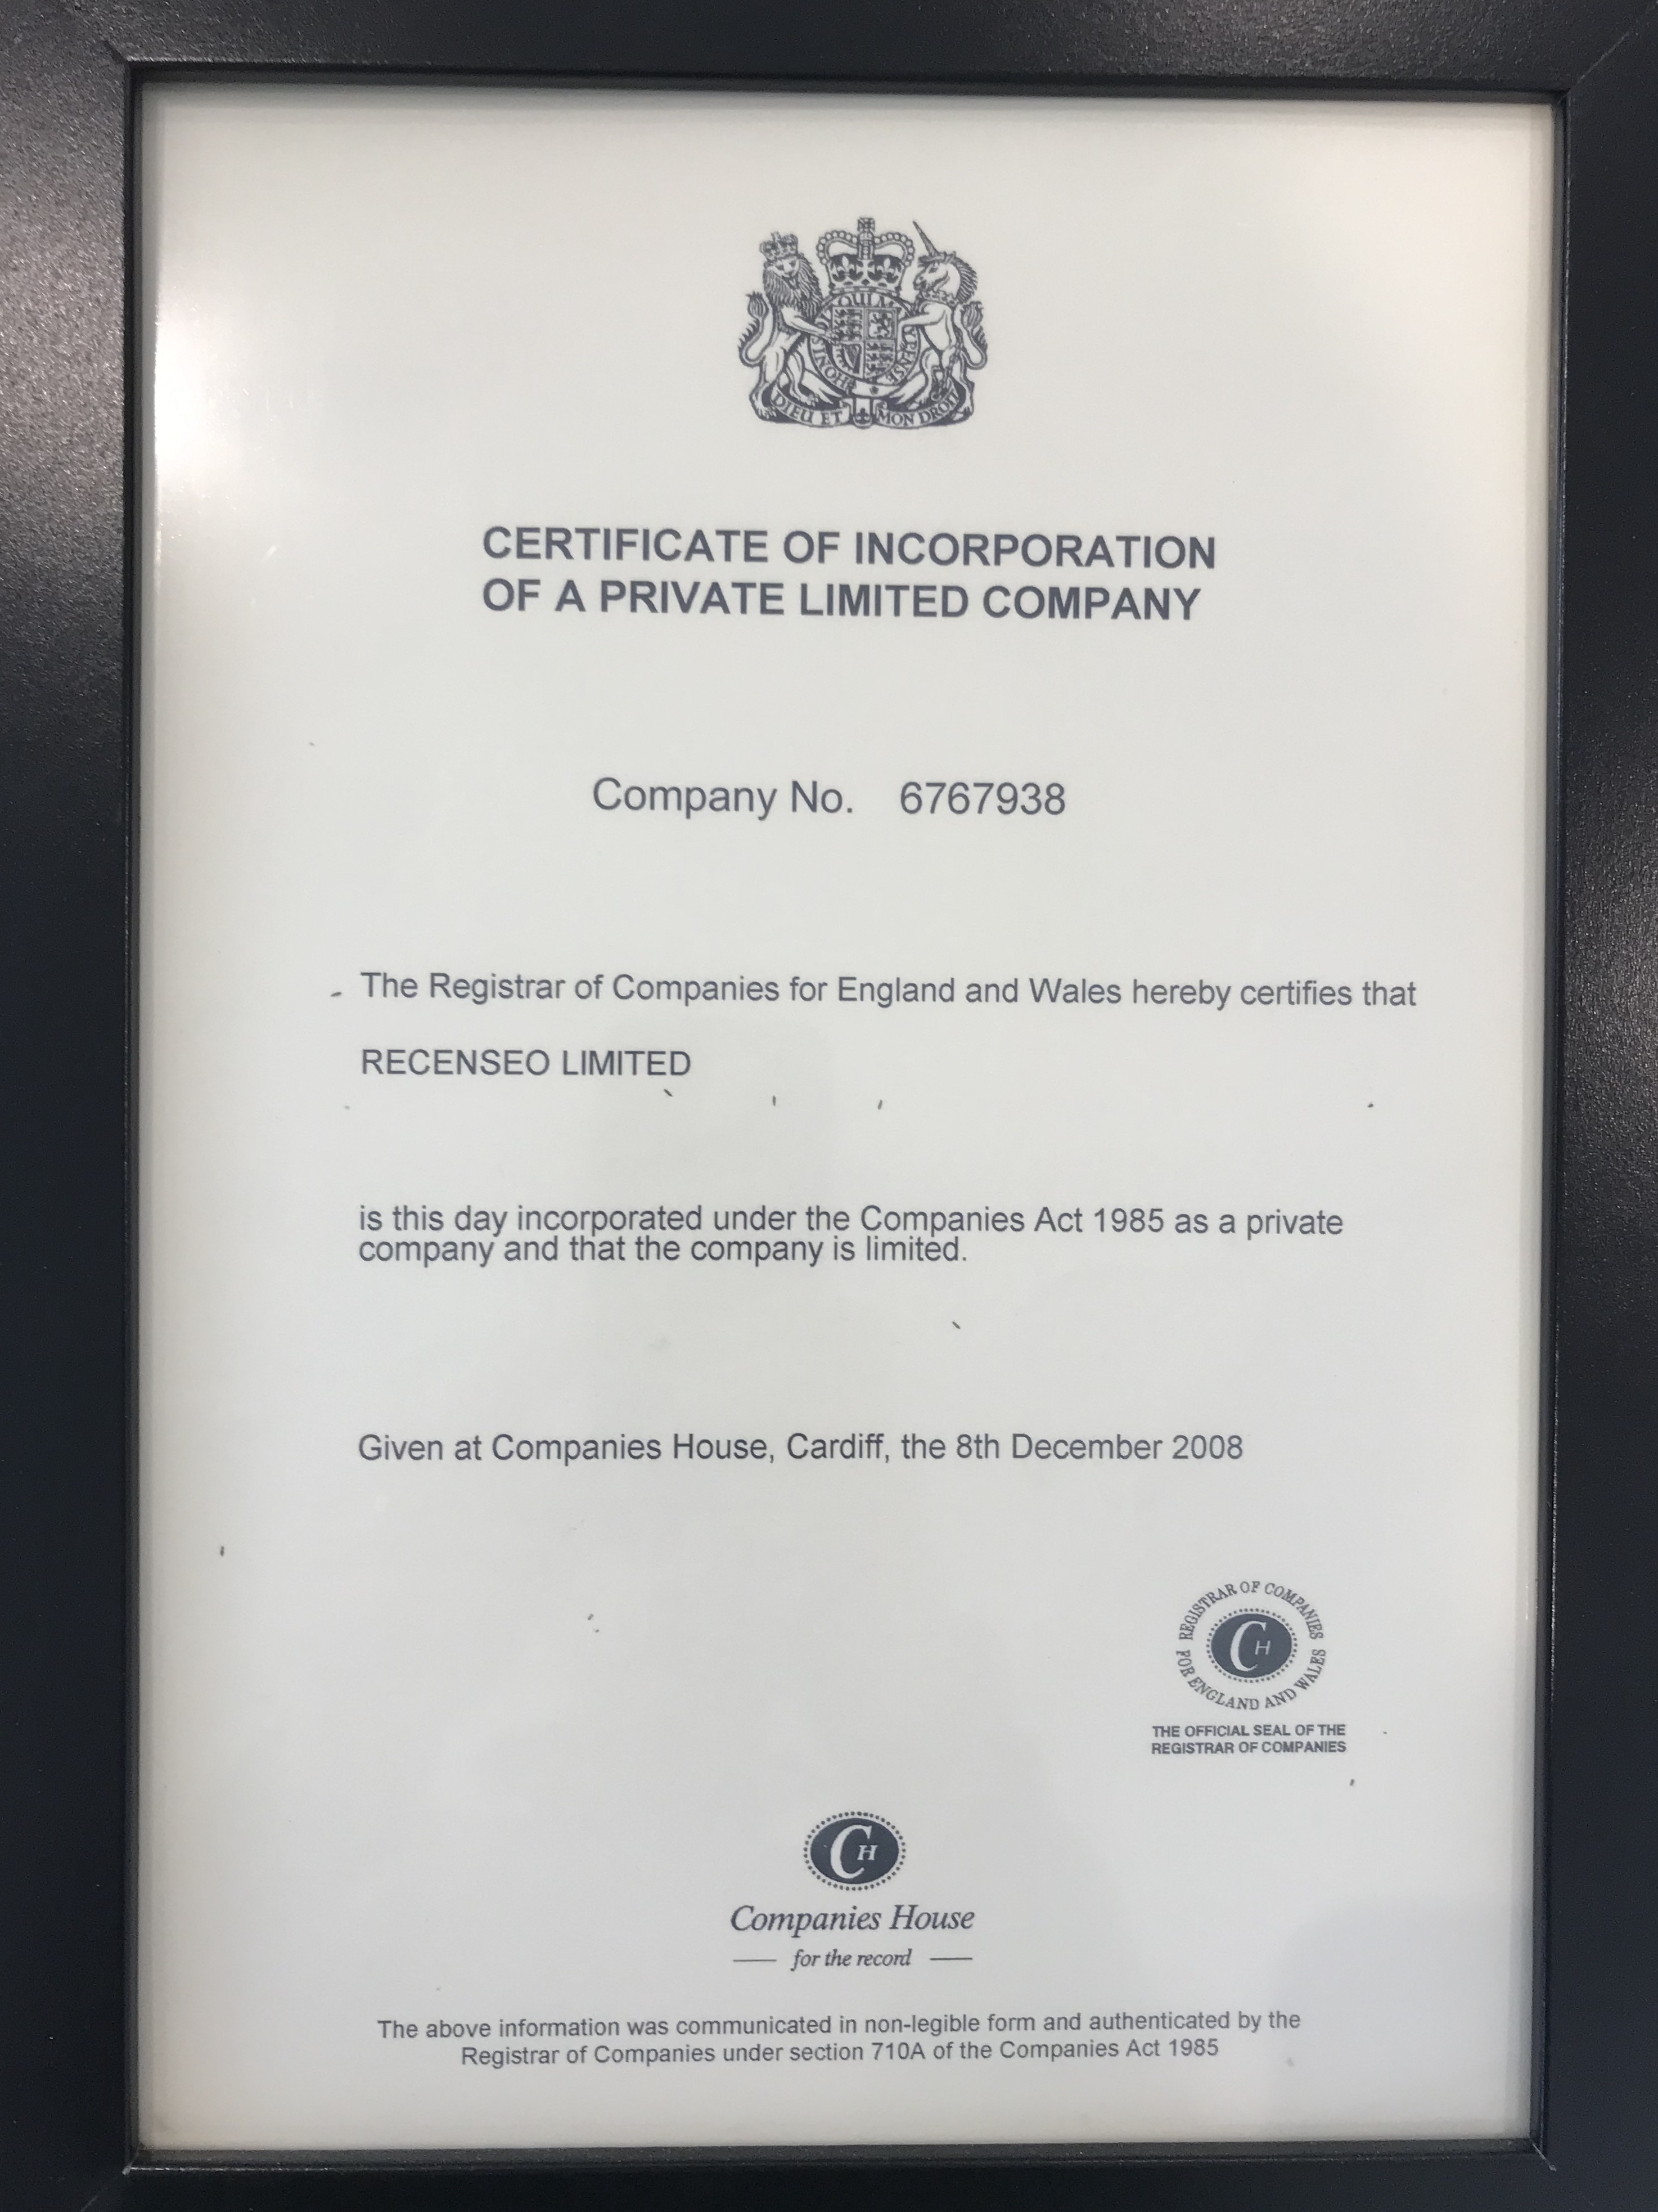 HONI SOIT QUI MAL Y PENSE
DIEU ET MON DROIT
CERTIFICATE OF INCORPORATION
OF A PRIVATE LIMITED COMPANY
Company No. 6767938
The Registrar of Companies for England and Wales hereby certifies that
RECENSEO LIMITED
is this day incorporated under the Companies Act 1985 as a private
company and that the company is limited.
Given at Companies House, Cardiff, the 8th December 2008
REGISTRAR OF COMPANIES
FOR ENGLAND AND WALES
CH
THE OFFICIAL SEAL OF THE
REGISTRAR OF COMPANIES
CH
Companies House
for the record
The above information was communicated in non-legible form and authenticated by the
Registrar of Companies under section 710A of the Companies Act 1985